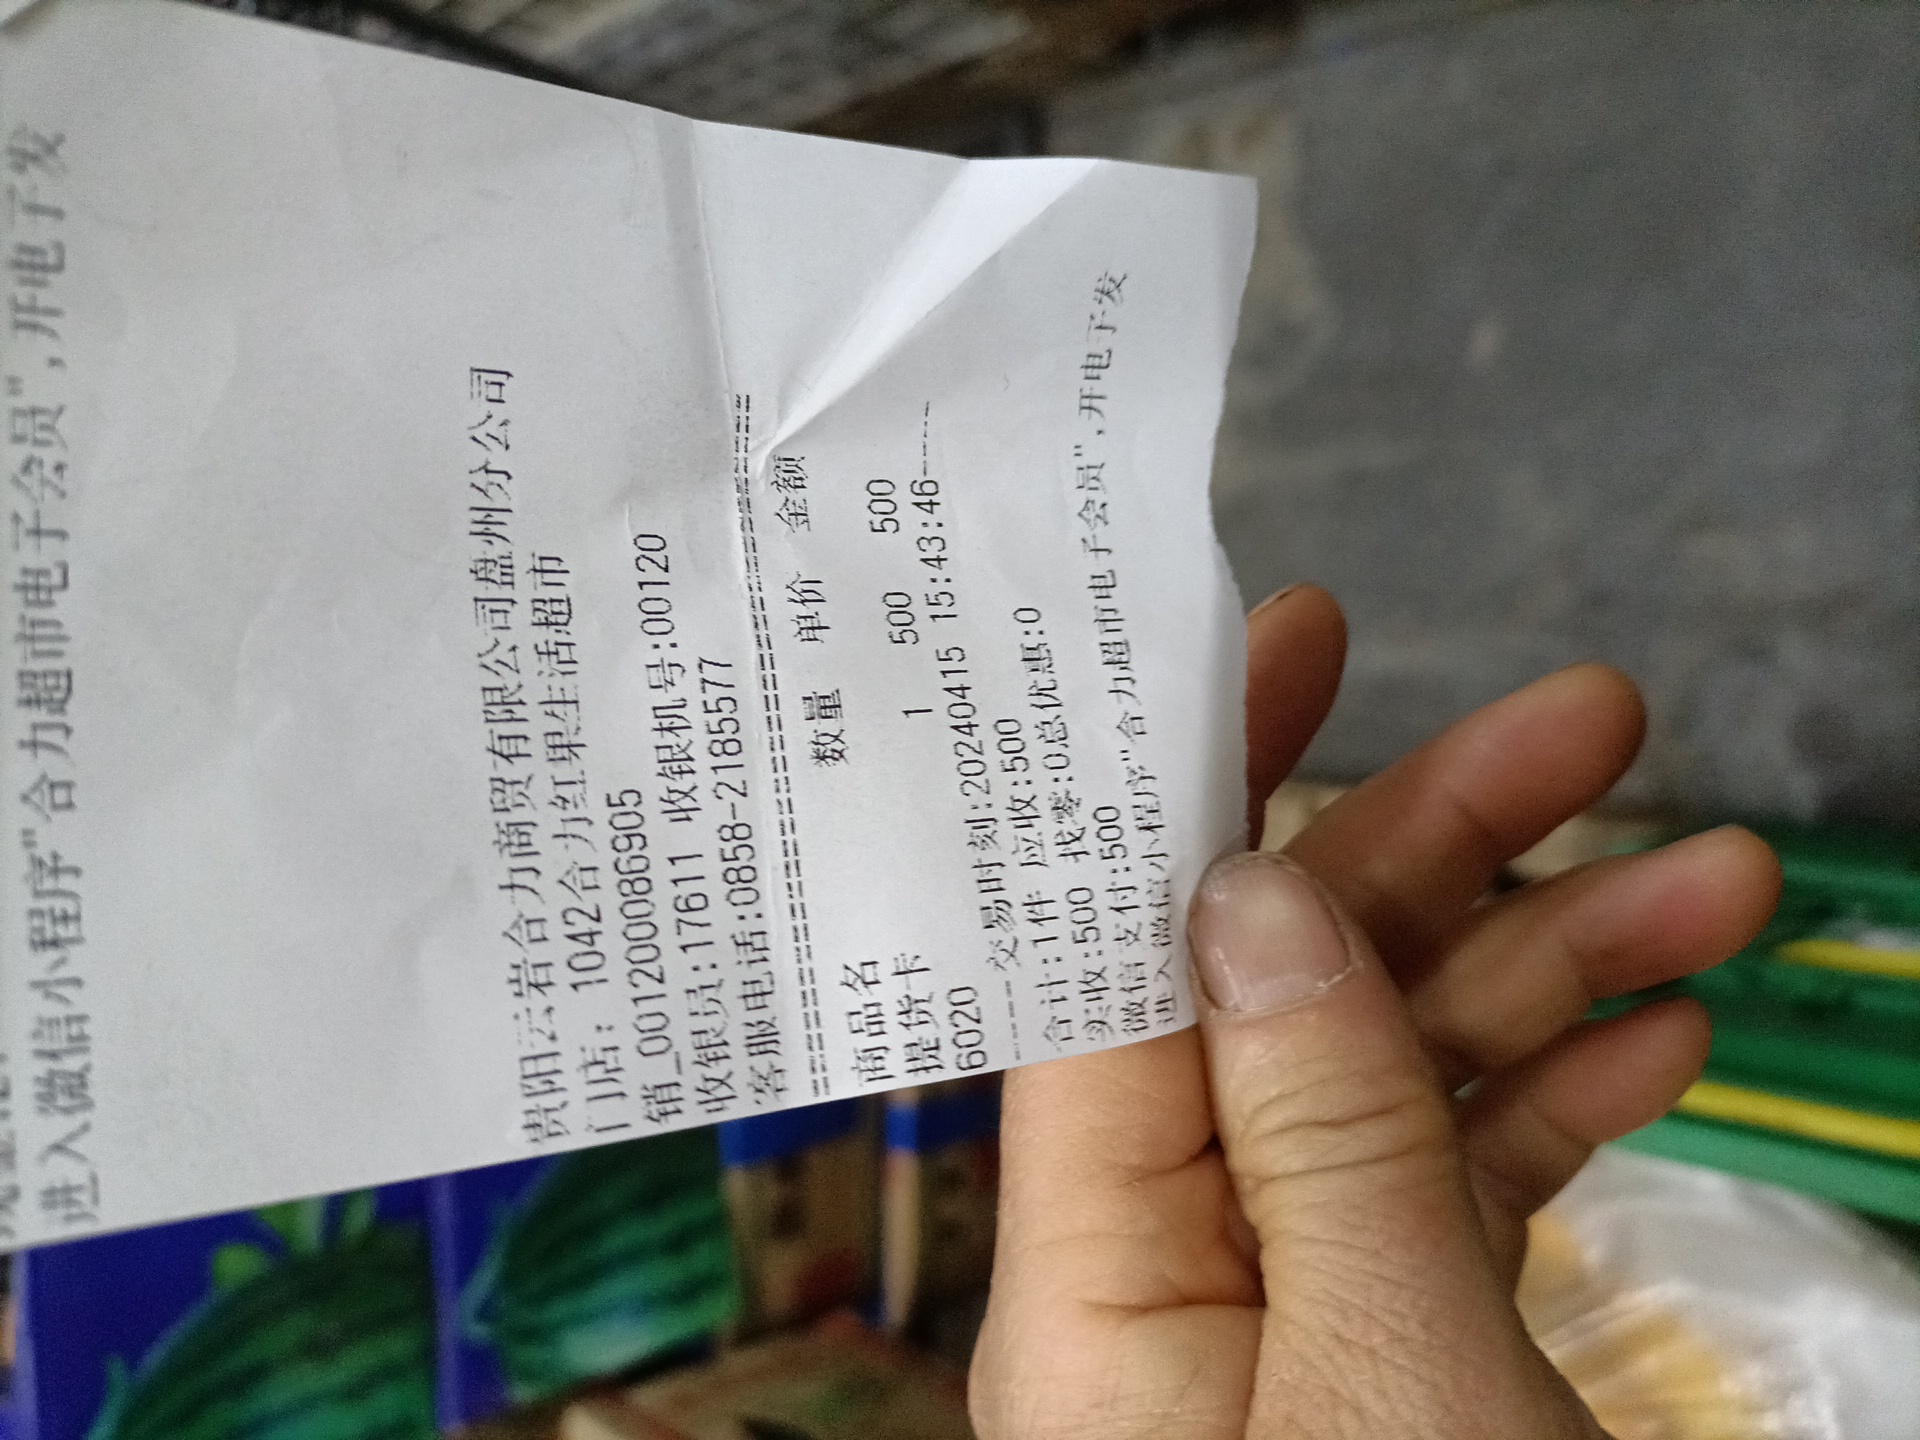 进入微信小程序"合力超市电子会员",开电子发
贵阳云岩合力商贸有限公司盘州分公司
门店: 1042合力红果生活超市
销_0012000086905
收银员:17611 收银机号:00120
客服电话:0858-2185577
================================
商品名 数量 单价 金额
提货卡
6020 1 500 500
----交易时刻:20240415 15:43:46----
合计:1件 应收:500
实收:500 找零:0总优惠:0
微信支付:500
进入微信小程序"合力超市电子会员",开电子发